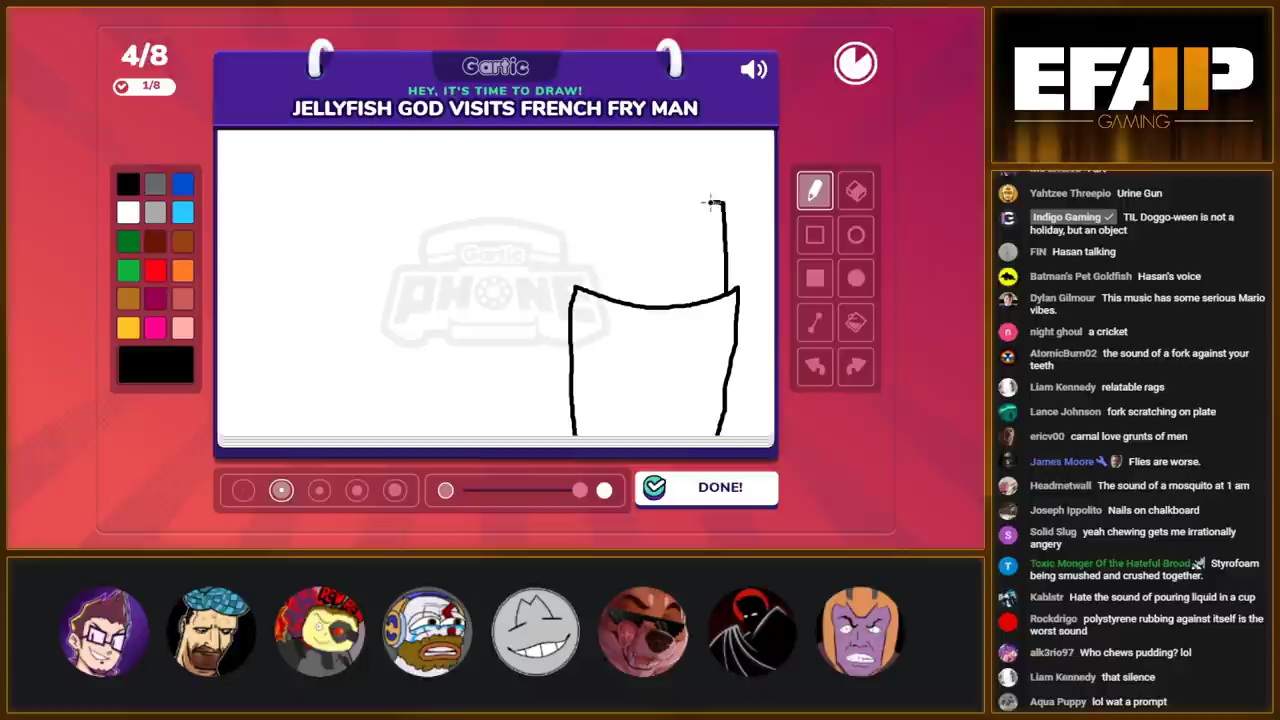 4/8
1/8
Gartic
HEY, IT'S TIME TO DRAW!
JELLYFISH GOD VISITS FRENCH FRY MAN
Gartic
PHONE
DONE!
EFAP
GAMING
Yahtzee Threepio Urine Gun
Indigo Gaming TIL Doggo-ween is not a
holiday, but an object
FIN Hasan talking
Batman's Pet Goldfish Hasan's voice
Dylan Gilmour This music has some serious Mario
vibes.
night ghoul a cricket
AtomicBum02 the sound of a fork against your
teeth
Liam Kennedy relatable rags
Lance Johnson fork scratching on plate
ericv00 carnal love grunts of men
James Moore Flies are worse.
Headmetwall The sound of a mosquito at 1 am
Joseph Ippolito Nails on chalkboard
Solid Slug yeah chewing gets me irrationally
angry
Toxic Monger Of the Hateful Brood Styrofoam
being smushed and crushed together.
Kablstr Hate the sound of pouring liquid in a cup
Rockdrigo polystyrene rubbing against itself is the
worst sound
alk3rio97 Who chews pudding? lol
Liam Kennedy that silence
Aqua Puppy lol wat a prompt